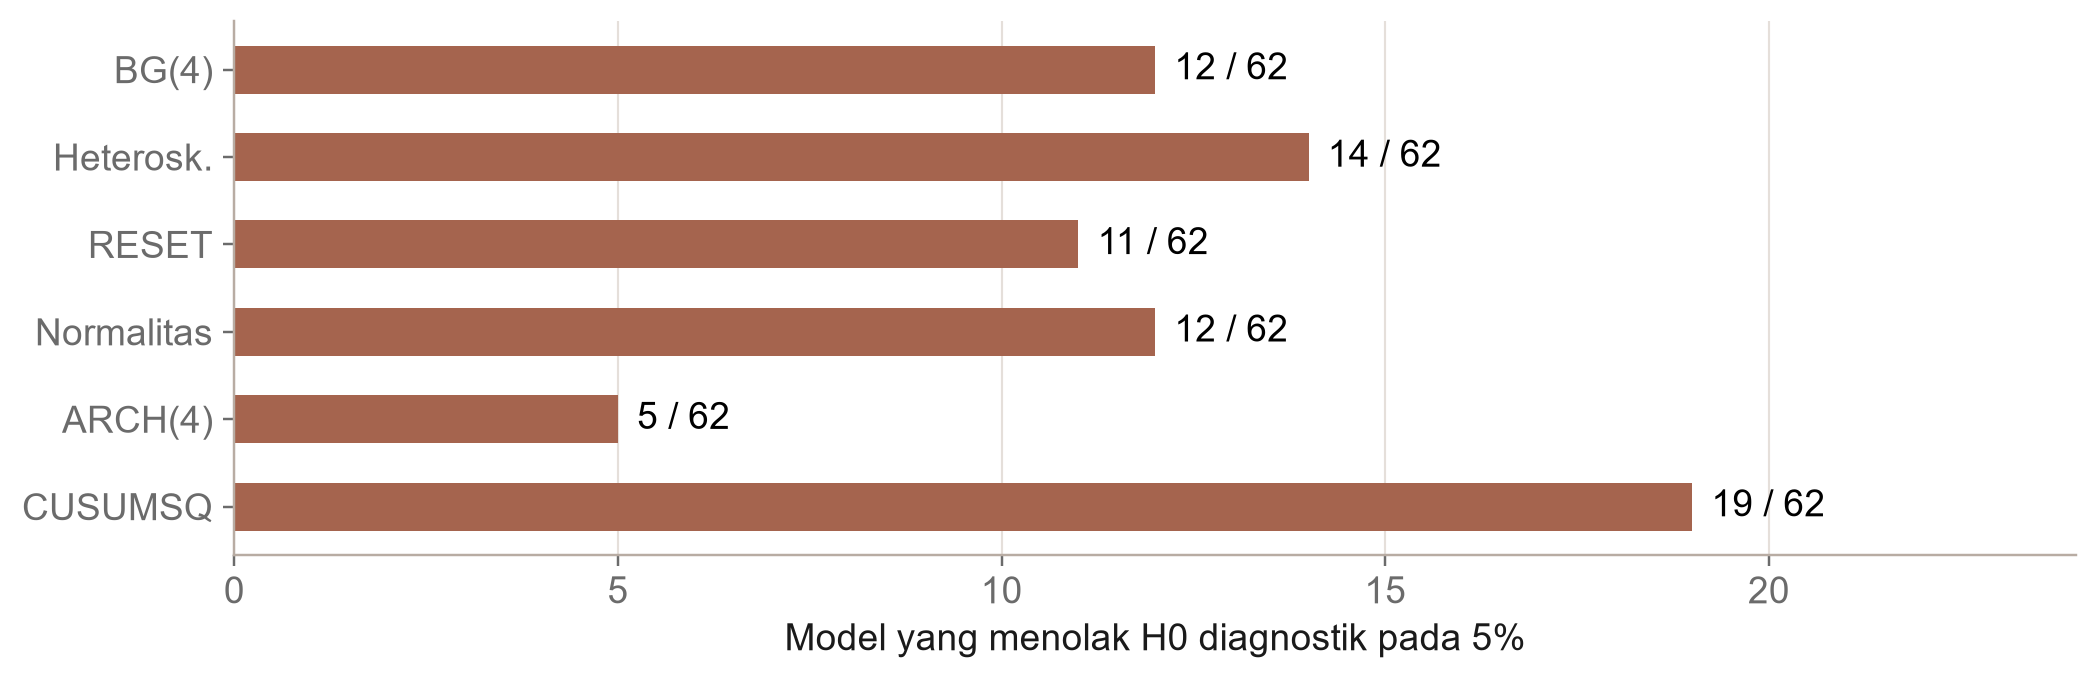 BG(4) 12 / 62
Heterosk. 14 / 62
RESET 11 / 62
Normalitas 12 / 62
ARCH(4) 5 / 62
CUSUMSQ 19 / 62
0 5 10 15 20
Model yang menolak H0 diagnostik pada 5%